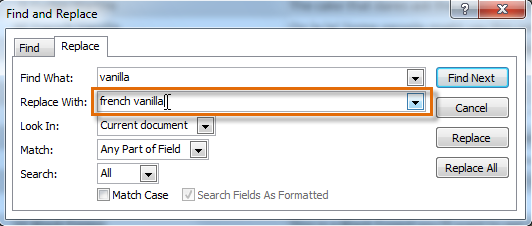 Find and Replace
Find Replace
Find What: vanilla Find Next
Replace With: french vanilla Cancel
Look In: Current document
Match: Any Part of Field Replace
Search: All Replace All
Match Case Search Fields As Formatted